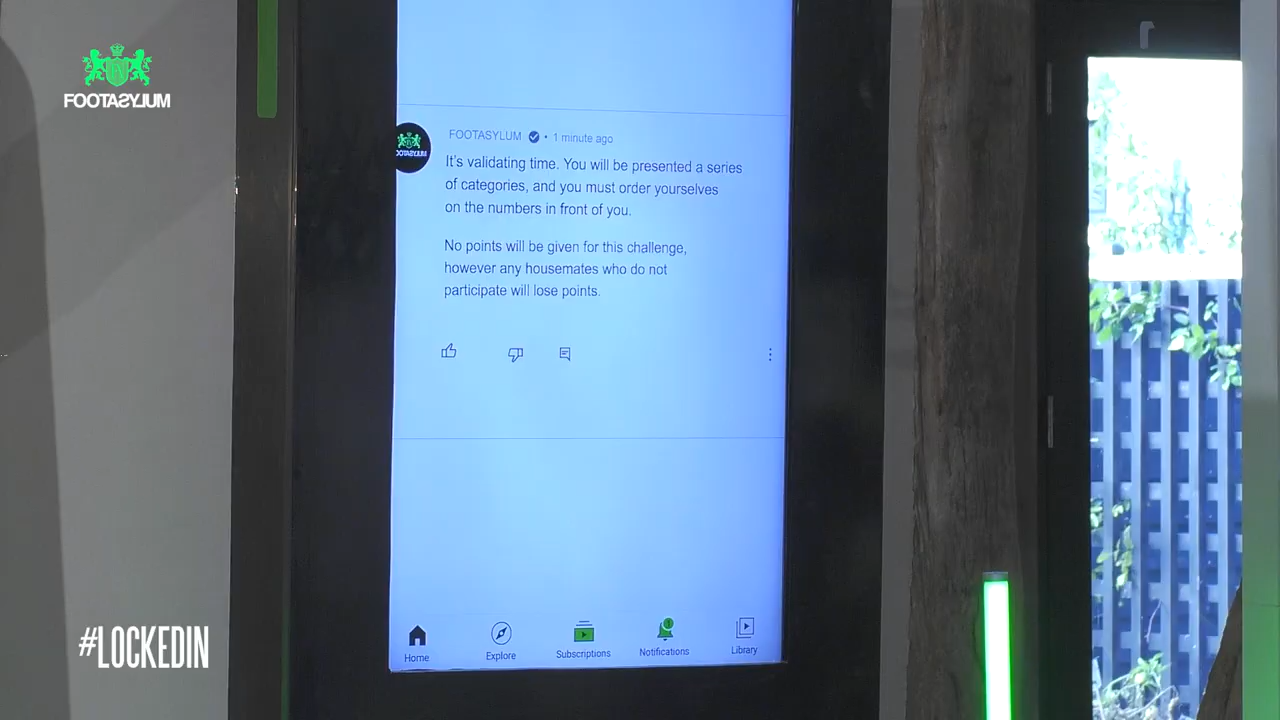 FOOTASYLUM
FOOTASYLUM • 1 minute ago
It's validating time. You will be presented a series
of categories, and you must order yourselves
on the numbers in front of you.
No points will be given for this challenge,
however any housemates who do not
participate will lose points.
Home
Explore
Subscriptions
1
Notifications
Library
#LOCKEDIN